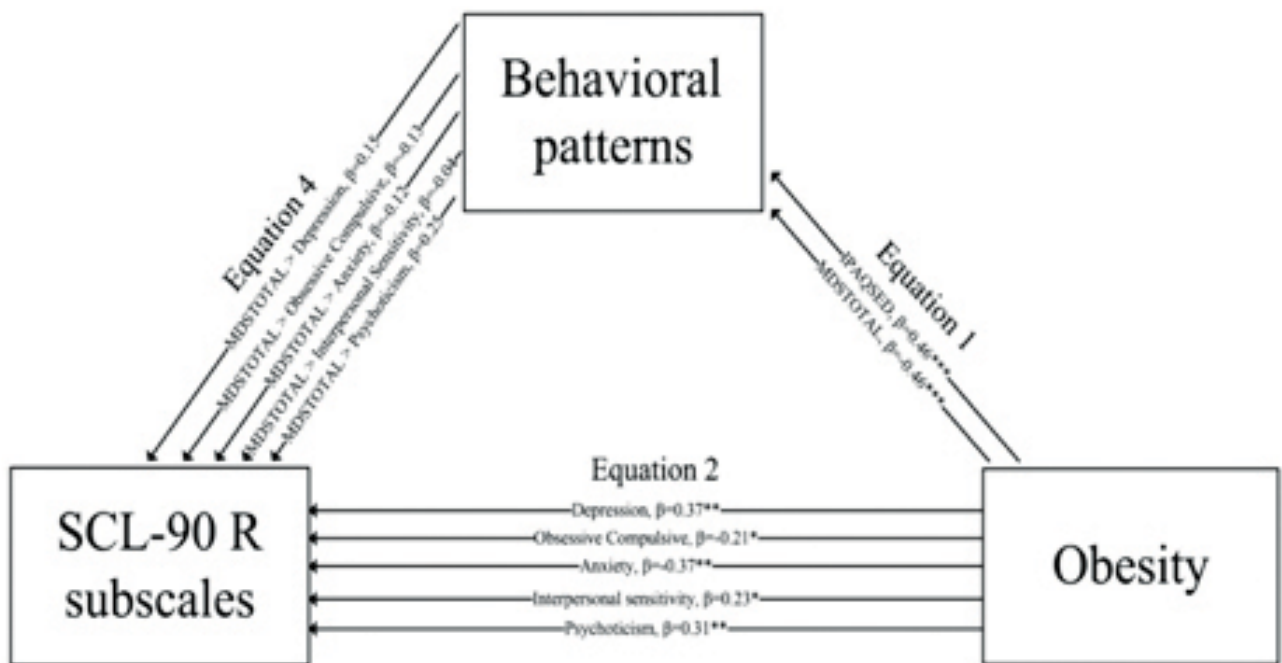 Behavioral
patterns
Equation 4
MDSTOTAL > Depression, β=0.15
MDSTOTAL > Obsessive Compulsive, β=-0.13
MDSTOTAL > Anxiety, β=-0.12
MDSTOTAL > Interpersonal Sensitivity, β=-0.04
MDSTOTAL > Psychoticism, β=0.25
Equation 1
IPAQSED, β=0.46***
MDSTOTAL, β=-0.46***
Equation 2
Depression, β=0.37**
Obsessive Compulsive, β=-0.21*
Anxiety, β=-0.37**
Interpersonal sensitivity, β=0.23*
Psychoticism, β=0.31**
SCL-90 R
subscales
Obesity